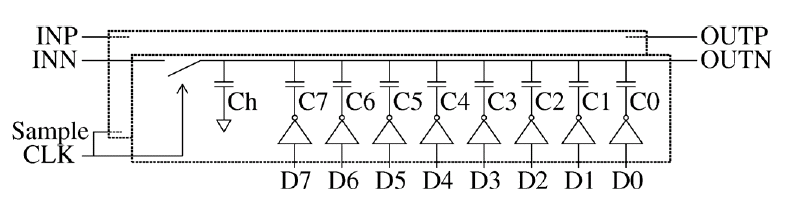 INP OUTP
INN OUTN
Ch C7 C6 C5 C4 C3 C2 C1 C0
Sample
CLK
D7 D6 D5 D4 D3 D2 D1 D0